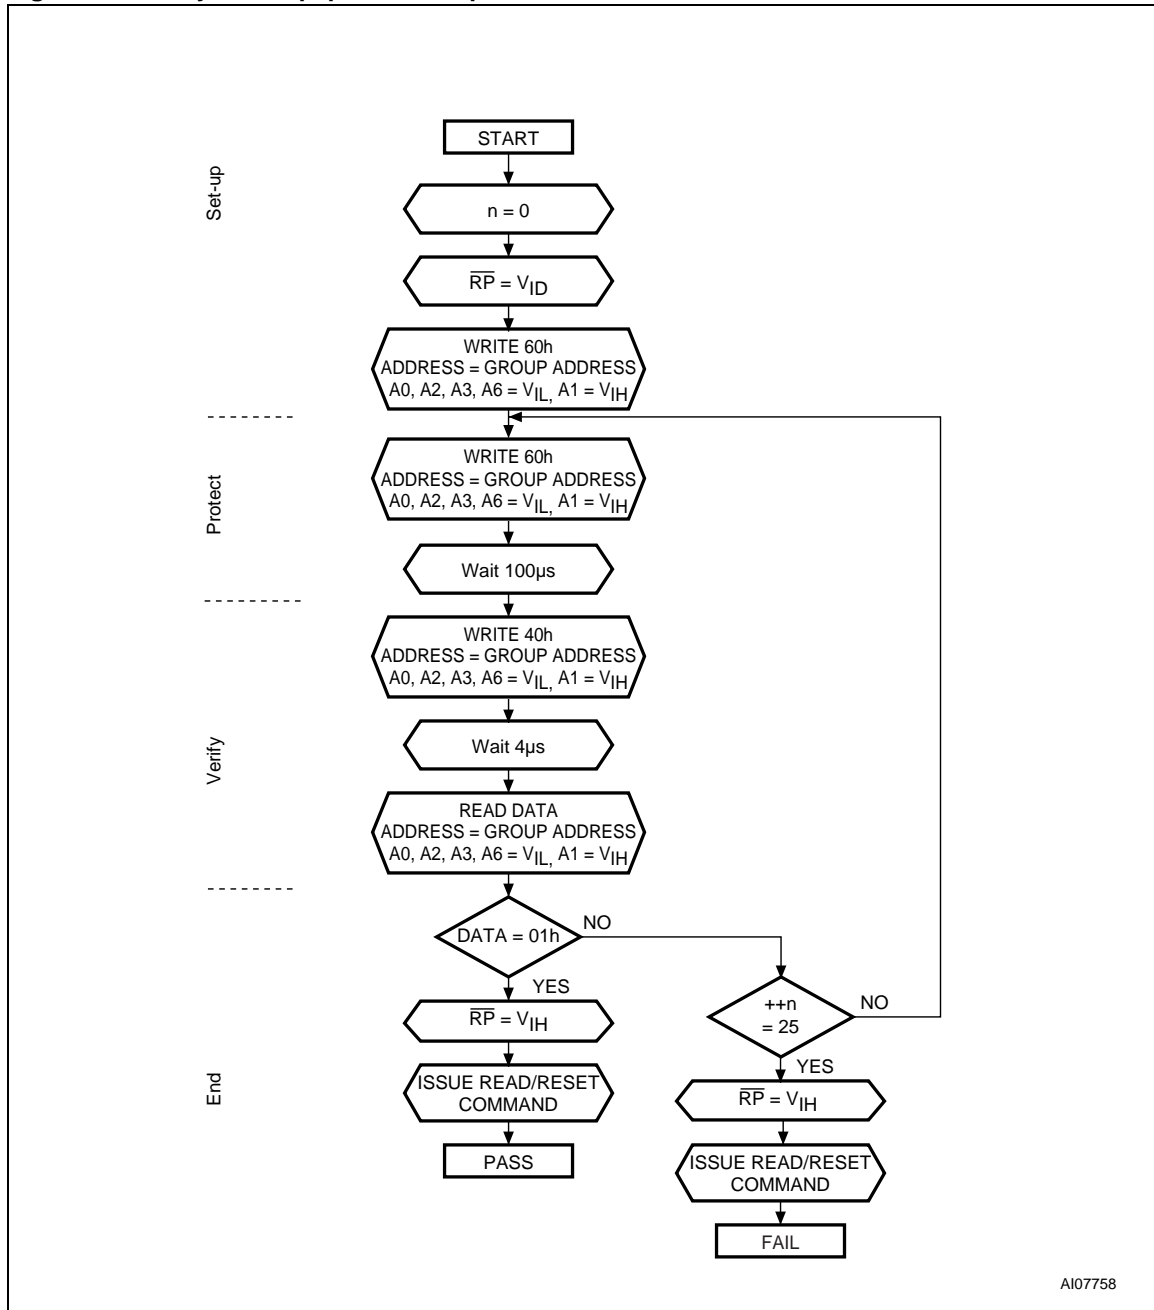 START
Set-up
n = 0
R̅P̅ = VID
WRITE 60h
ADDRESS = GROUP ADDRESS
A0, A2, A3, A6 = VIL, A1 = VIH
Protect
WRITE 60h
ADDRESS = GROUP ADDRESS
A0, A2, A3, A6 = VIL, A1 = VIH
Wait 100µs
Verify
WRITE 40h
ADDRESS = GROUP ADDRESS
A0, A2, A3, A6 = VIL, A1 = VIH
Wait 4µs
READ DATA
ADDRESS = GROUP ADDRESS
A0, A2, A3, A6 = VIL, A1 = VIH
End
DATA = 01h
NO
YES
R̅P̅ = VIH
ISSUE READ/RESET
COMMAND
PASS
++n
= 25
NO
YES
R̅P̅ = VIH
ISSUE READ/RESET
COMMAND
FAIL
AI07758